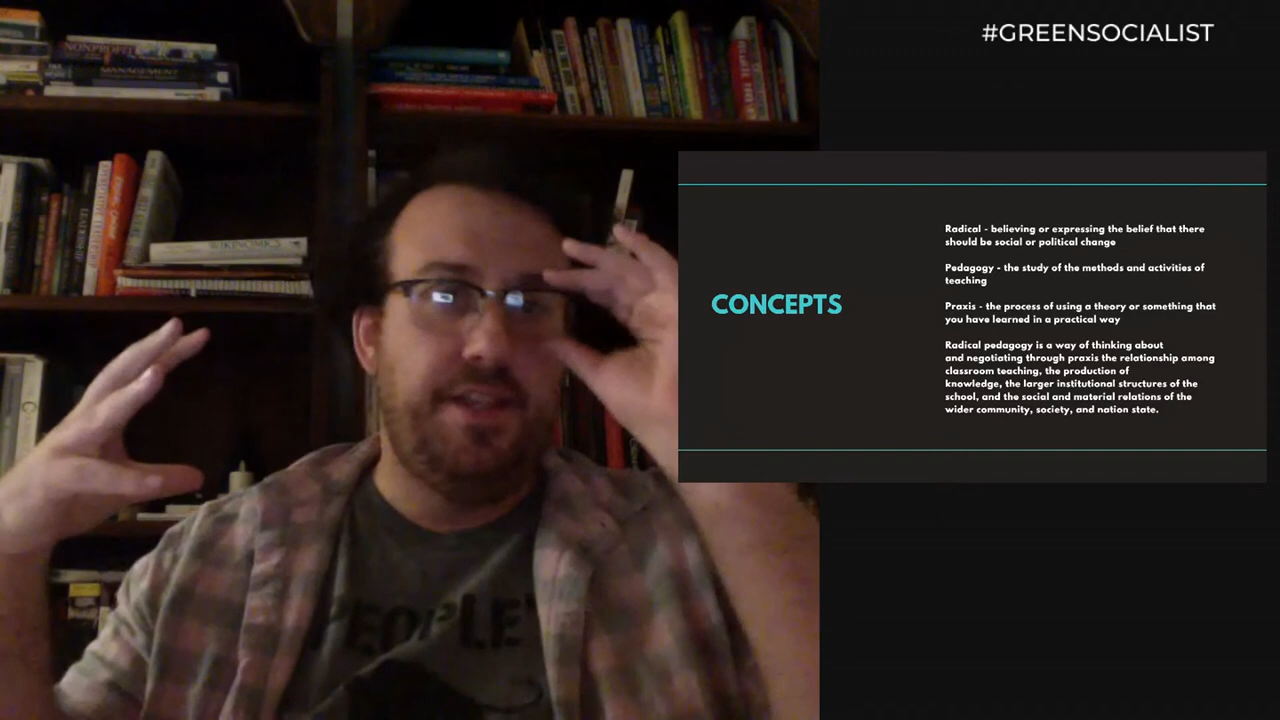 #GREENSOCIALIST
NONPROFIT
MANAGEMENT
WIKINOMICS
CONCEPTS
Radical - believing or expressing the belief that there
should be social or political change
Pedagogy - the study of the methods and activities of
teaching
Praxis - the process of using a theory or something that
you have learned in a practical way
Radical pedagogy is a way of thinking about
and negotiating through praxis the relationship among
classroom teaching, the production of
knowledge, the larger institutional structures of the
school, and the social and material relations of the
wider community, society, and nation state.
PEOPLE'